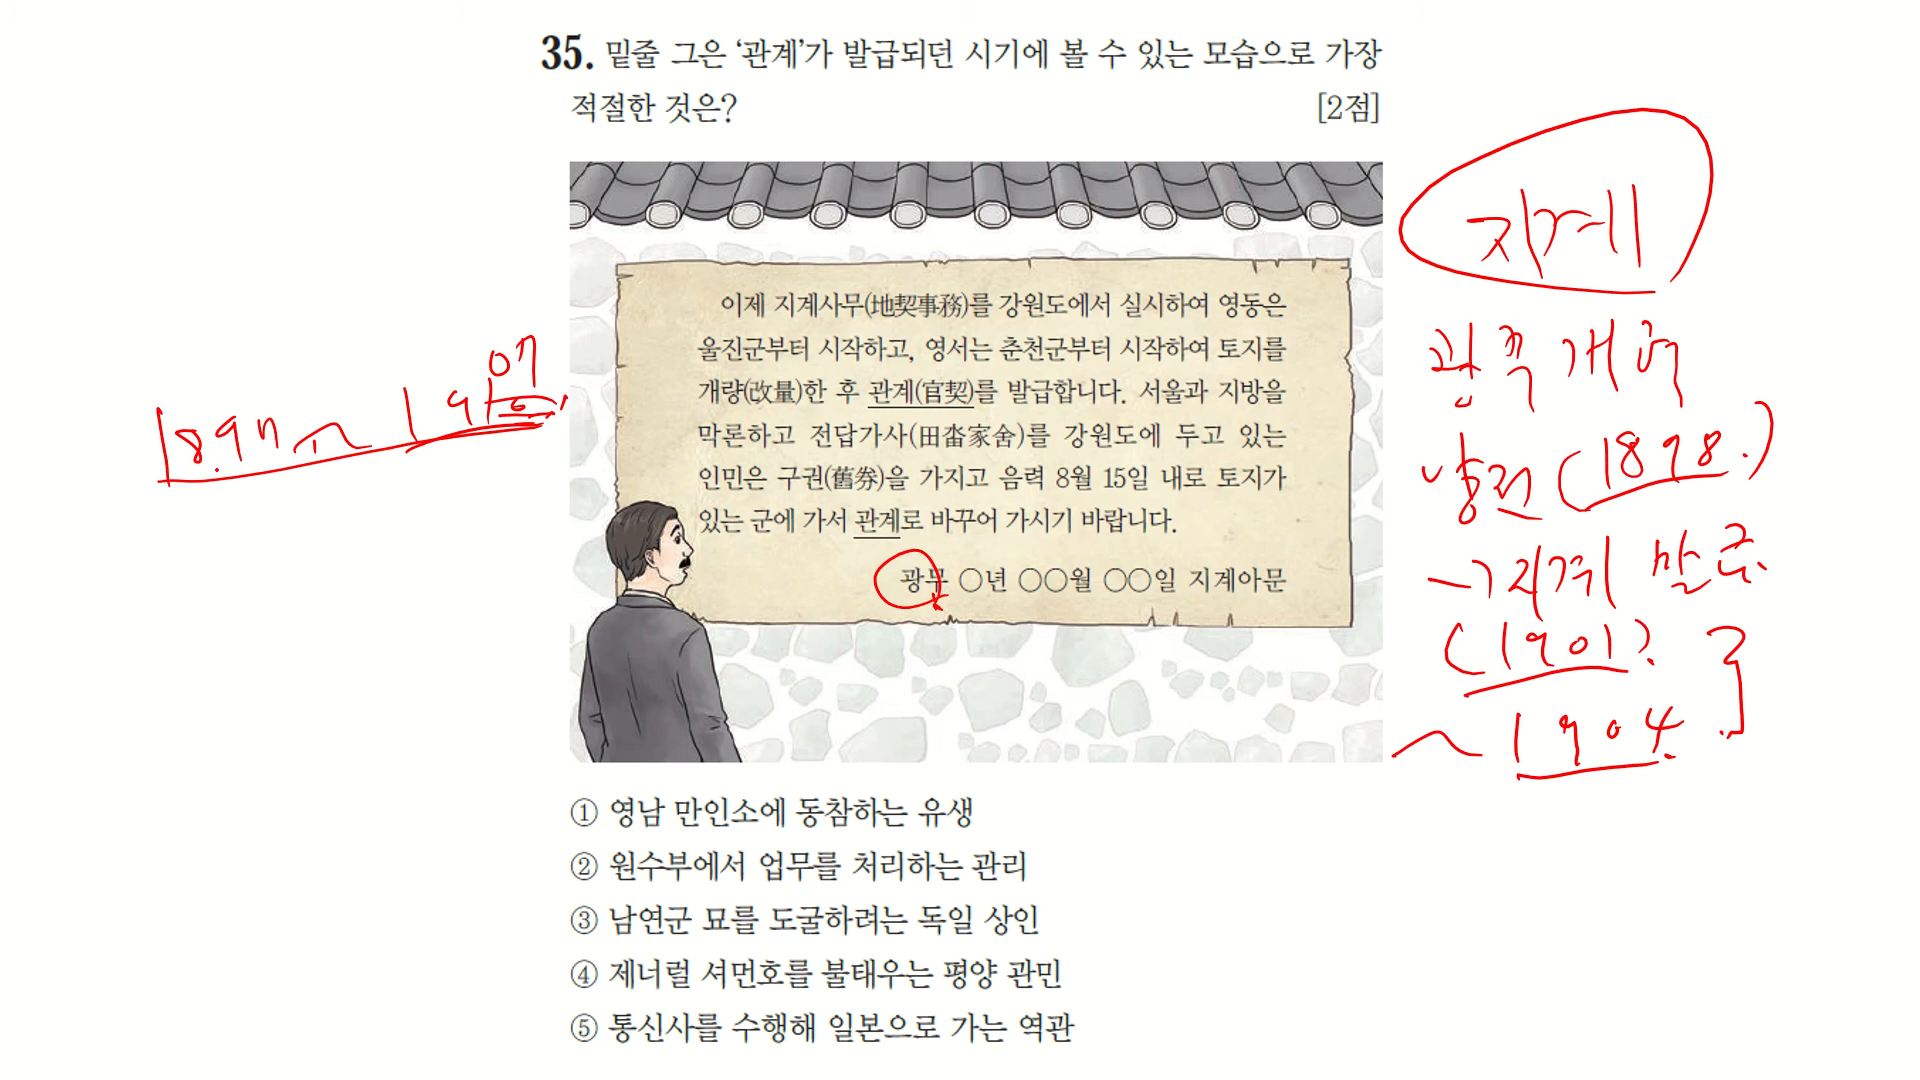 35. 밑줄 그은 ‘관계’가 발급되던 시기에 볼 수 있는 모습으로 가장
적절한 것은? [2점]
이제 지계사무(地契事務)를 강원도에서 실시하여 영동은
울진군부터 시작하고, 영서는 춘천군부터 시작하여 토지를
개량(改量)한 후 관계(官契)를 발급합니다. 서울과 지방을
막론하고 전답가사(田畓家舍)를 강원도에 두고 있는
인민은 구권(舊券)을 가지고 음력 8월 15일 내로 토지가
있는 군에 가서 관계로 바꾸어 가시기 바랍니다.
광무 ○년 ○○월 ○○일 지계아문
① 영남 만인소에 동참하는 유생
② 원수부에서 업무를 처리하는 관리
③ 남연군 묘를 도굴하려는 독일 상인
④ 제너럴 셔먼호를 불태우는 평양 관민
⑤ 통신사를 수행해 일본으로 가는 역관
지계
(1898.)
발급
(1901?
~1904
07